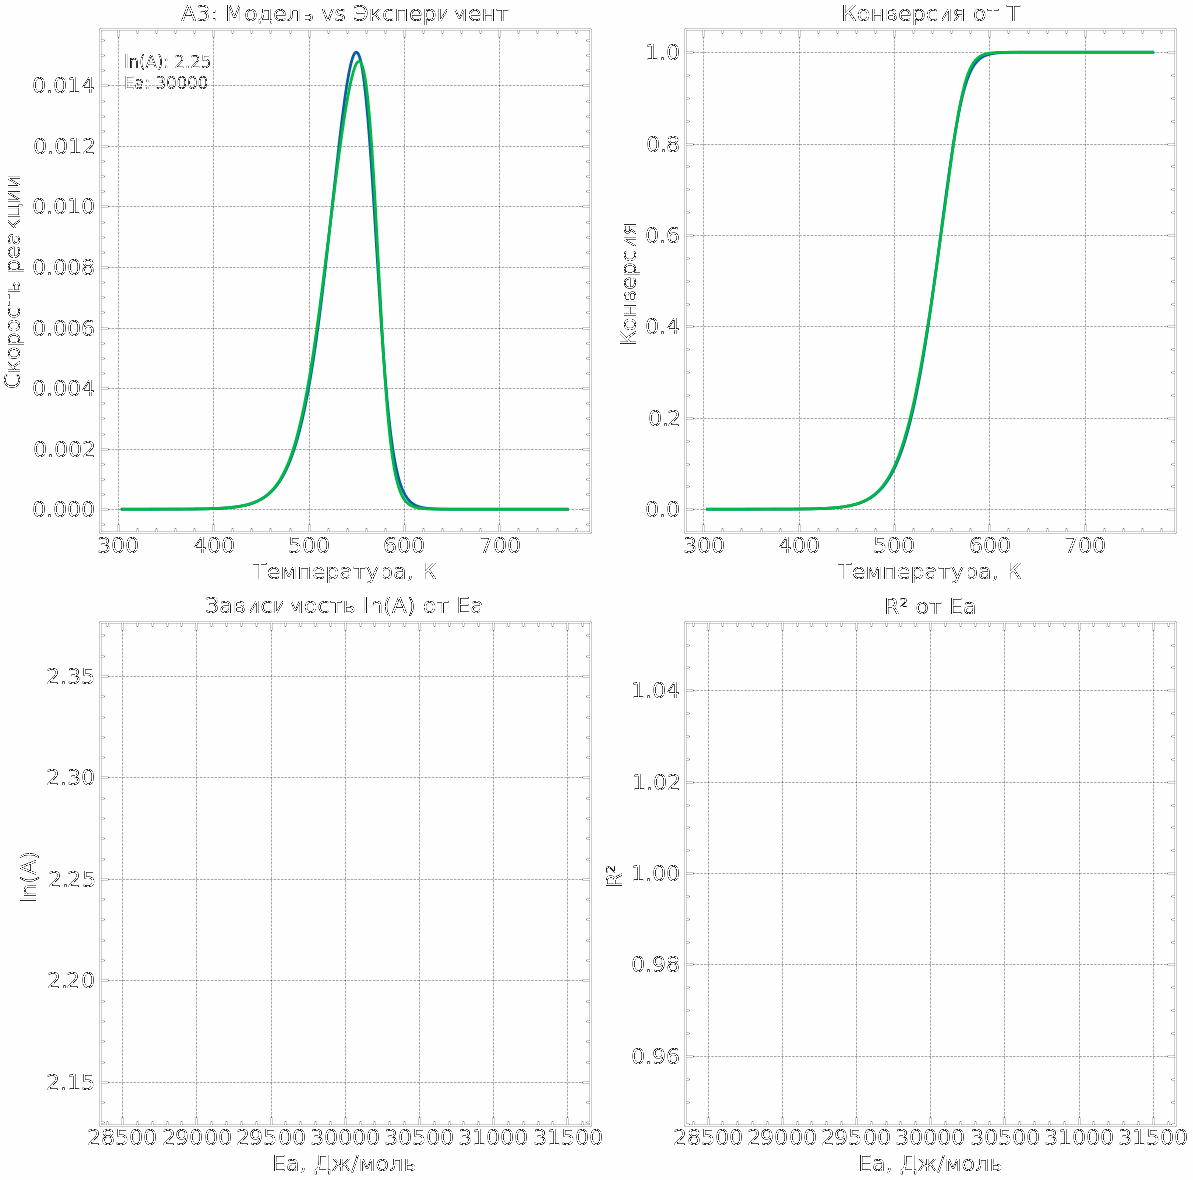 A3: Модель vs Эксперимент
ln(A): 2.25
Ea: 30000
0.014
0.012
0.010
0.008
0.006
0.004
0.002
0.000
Скорость реакции
300 400 500 600 700
Температура, К
Конверсия от Т
1.0
0.8
0.6
0.4
0.2
0.0
Конверсия
300 400 500 600 700
Температура, К
Зависимость ln(A) от Ea
2.35
2.30
2.25
2.20
2.15
ln(A)
28500 29000 29500 30000 30500 31000 31500
Ea, Дж/моль
R² от Ea
1.04
1.02
1.00
0.98
0.96
R²
28500 29000 29500 30000 30500 31000 31500
Ea, Дж/моль